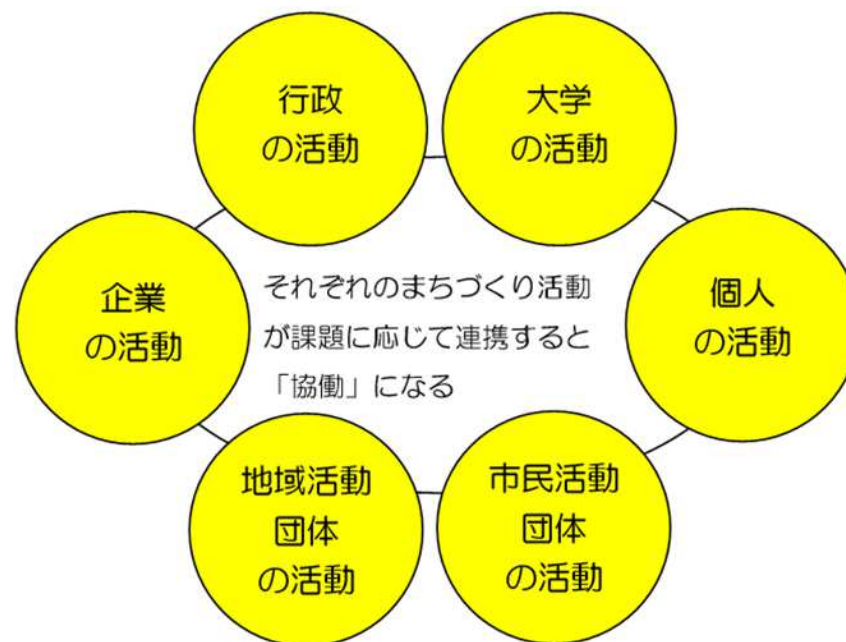 行政
の活動
大学
の活動
企業
の活動
それぞれのまちづくり活動
が課題に応じて連携すると
「協働」になる
個人
の活動
地域活動
団体
の活動
市民活動
団体
の活動